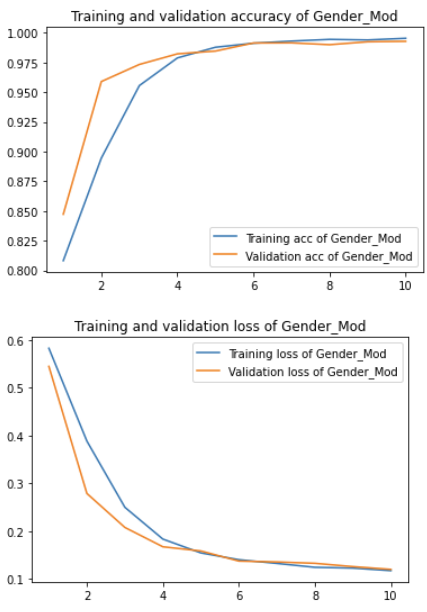 Training and validation accuracy of Gender_Mod
1.000
0.975
0.950
0.925
0.900
0.875
0.850
0.825
0.800
Training acc of Gender_Mod
Validation acc of Gender_Mod
2 4 6 8 10
Training and validation loss of Gender_Mod
0.6
0.5
0.4
0.3
0.2
0.1
Training loss of Gender_Mod
Validation loss of Gender_Mod
2 4 6 8 10